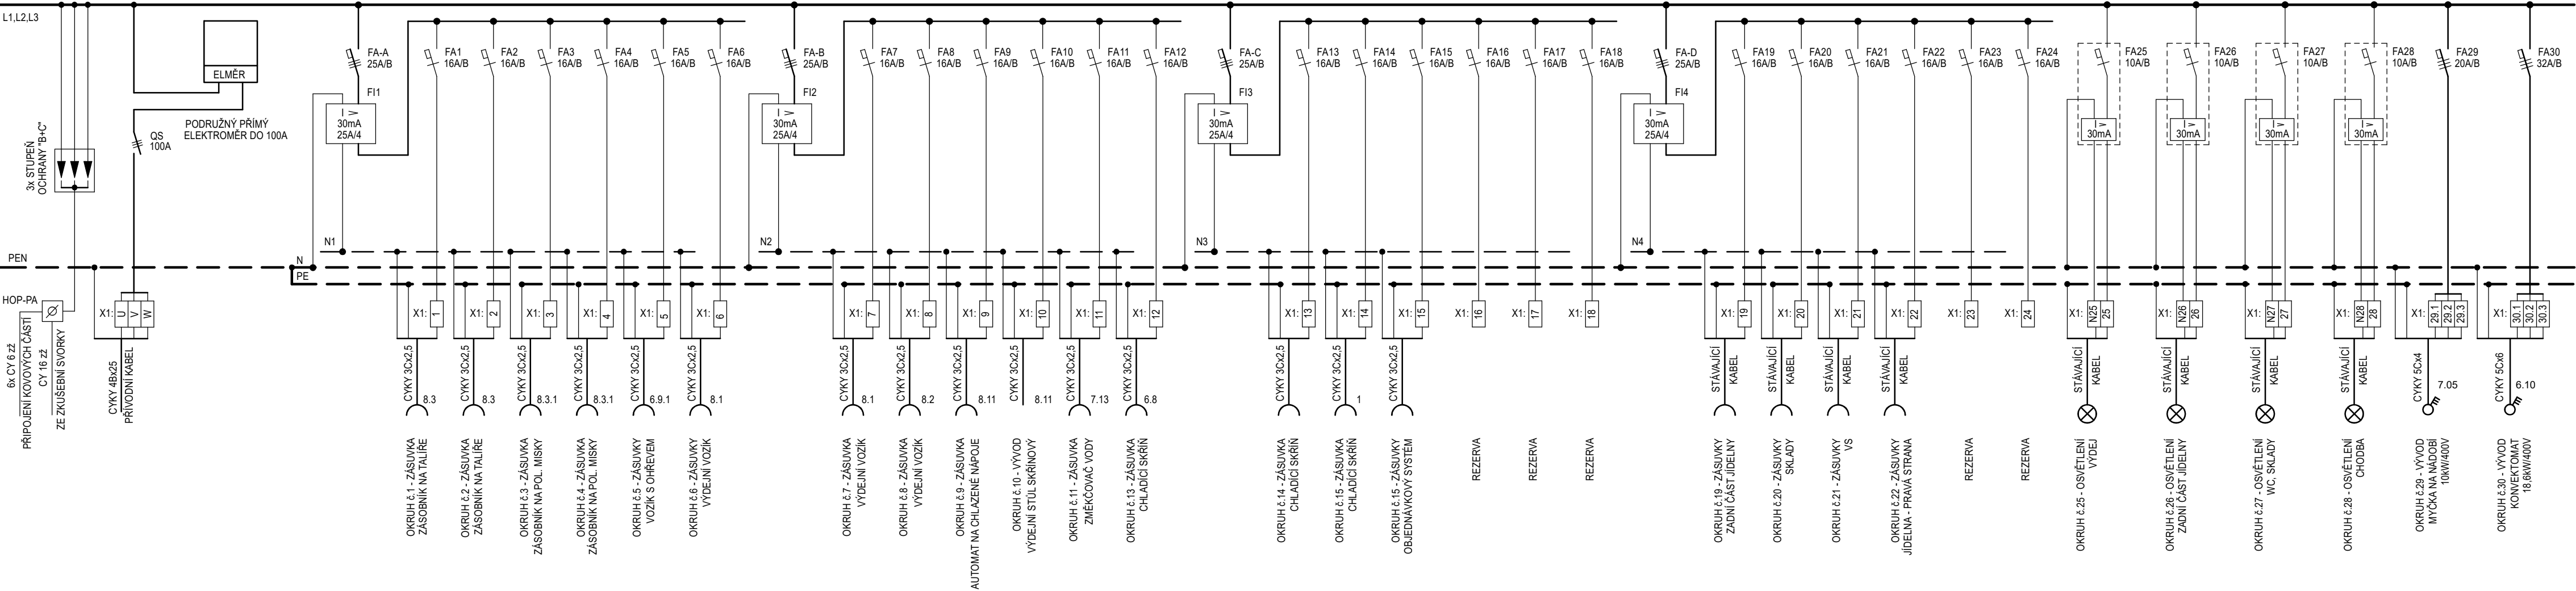 L1,L2,L3
ELMĚR
PODRUŽNÝ PŘÍMÝ
ELEKTROMĚR DO 100A
QS
100A
3x STUPEŇ
OCHRANY "B+C"
FA-A
25A/B
FI1
I >
30mA
25A/4
FA1
16A/B
FA2
16A/B
FA3
16A/B
FA4
16A/B
FA5
16A/B
FA6
16A/B
FA-B
25A/B
FI2
I >
30mA
25A/4
FA7
16A/B
FA8
16A/B
FA9
16A/B
FA10
16A/B
FA11
16A/B
FA12
16A/B
FA-C
25A/B
FI3
I >
30mA
25A/4
FA13
16A/B
FA14
16A/B
FA15
16A/B
FA16
16A/B
FA17
16A/B
FA18
16A/B
FA-D
25A/B
FI4
I >
30mA
25A/4
FA19
16A/B
FA20
16A/B
FA21
16A/B
FA22
16A/B
FA23
16A/B
FA24
16A/B
FA25
10A/B
I >
30mA
FA26
10A/B
I >
30mA
FA27
10A/B
I >
30mA
FA28
10A/B
I >
30mA
FA29
20A/B
FA30
32A/B
N1
N2
N3
N4
PEN
N
PE
HOP-PA
6x CY 6 zž
PŘIPOJENÍ KOVOVÝCH ČÁSTÍ
CY 16 zž
ZE ZKUŠEBNÍ SVORKY
X1: U V W
CYKY 4Bx25
PŘÍVODNÍ KABEL
X1: 1
CYKY 3Cx2,5
8.3
OKRUH č.1 - ZÁSUVKA
ZÁSOBNÍK NA TALÍŘE
X1: 2
CYKY 3Cx2,5
8.3
OKRUH č.2 - ZÁSUVKA
ZÁSOBNÍK NA TALÍŘE
X1: 3
CYKY 3Cx2,5
8.3.1
OKRUH č.3 - ZÁSUVKA
ZÁSOBNÍK NA POL. MISKY
X1: 4
CYKY 3Cx2,5
8.3.1
OKRUH č.4 - ZÁSUVKA
ZÁSOBNÍK NA POL. MISKY
X1: 5
CYKY 3Cx2,5
6.9.1
OKRUH č.5 - ZÁSUVKA
VOZÍK S OHŘEVEM
X1: 6
CYKY 3Cx2,5
8.1
OKRUH č.6 - ZÁSUVKA
VÝDEJNÍ VOZÍK
X1: 7
CYKY 3Cx2,5
8.1
OKRUH č.7 - ZÁSUVKA
VÝDEJNÍ VOZÍK
X1: 8
CYKY 3Cx2,5
8.2
OKRUH č.8 - ZÁSUVKA
VÝDEJNÍ VOZÍK
X1: 9
CYKY 3Cx2,5
8.11
OKRUH č.9 - ZÁSUVKA
AUTOMAT NA CHLAZENÉ NÁPOJE
X1: 10
CYKY 3Cx2,5
8.11
OKRUH č.10 - VÝVOD
VÝDEJNÍ STŮL SKŘÍNOVÝ
X1: 11
CYKY 3Cx2,5
7.13
OKRUH č.11 - ZÁSUVKA
ZMĚKČOVAČ VODY
X1: 12
CYKY 3Cx2,5
6.8
OKRUH č.13 - ZÁSUVKA
CHLADÍCÍ SKŘÍŇ
X1: 13
CYKY 3Cx2,5
OKRUH č.14 - ZÁSUVKA
CHLADÍCÍ SKŘÍŇ
X1: 14
CYKY 3Cx2,5
1
OKRUH č.15 - ZÁSUVKA
CHLADÍCÍ SKŘÍŇ
X1: 15
CYKY 3Cx2,5
OKRUH č.15 - ZÁSUVKA
OBJEDNÁVKOVÝ SYSTÉM
X1: 16
REZERVA
X1: 17
REZERVA
X1: 18
REZERVA
X1: 19
STÁVAJÍCÍ
KABEL
OKRUH č.19 - ZÁSUVKY
ZADNÍ ČÁST JÍDELNY
X1: 20
STÁVAJÍCÍ
KABEL
OKRUH č.20 - ZÁSUVKY
SKLADY
X1: 21
STÁVAJÍCÍ
KABEL
OKRUH č.21 - ZÁSUVKY
VS
X1: 22
STÁVAJÍCÍ
KABEL
OKRUH č.22 - ZÁSUVKY
JÍDELNA - PRAVÁ STRANA
X1: 23
REZERVA
X1: 24
REZERVA
X1: N25 25
STÁVAJÍCÍ
KABEL
OKRUH č.25 - OSVĚTLENÍ
VÝDEJ
X1: N26 26
STÁVAJÍCÍ
KABEL
OKRUH č.26 - OSVĚTLENÍ
ZADNÍ ČÁST JÍDELNY
X1: N27 27
STÁVAJÍCÍ
KABEL
OKRUH č.27 - OSVĚTLENÍ
WC, SKLADY
X1: N28 28
STÁVAJÍCÍ
KABEL
OKRUH č.28 - OSVĚTLENÍ
CHODBA
X1: 29.1 29.2 29.3
CYKY 5Cx4
7.05
OKRUH č.29 - VÝVOD
MYČKA NA NÁDOBÍ
10kW/400V
X1: 30.1 30.2 30.3
CYKY 5Cx6
6.10
OKRUH č.30 - VÝVOD
KONVEKTOMAT
18,6kW/400V